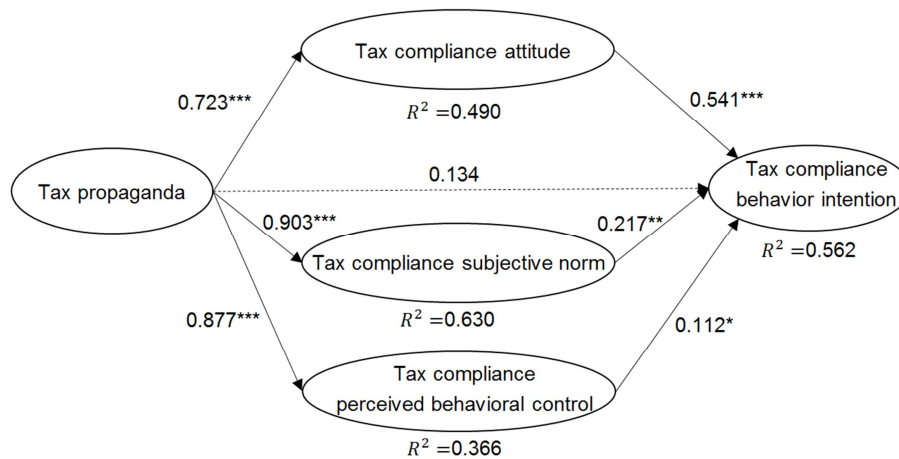 Tax compliance attitude
R² =0.490
0.723***
0.541***
Tax propaganda
0.134
Tax compliance
behavior intention
R² =0.562
0.903***
0.217**
Tax compliance subjective norm
R² =0.630
0.877***
0.112*
Tax compliance
perceived behavioral control
R² =0.366